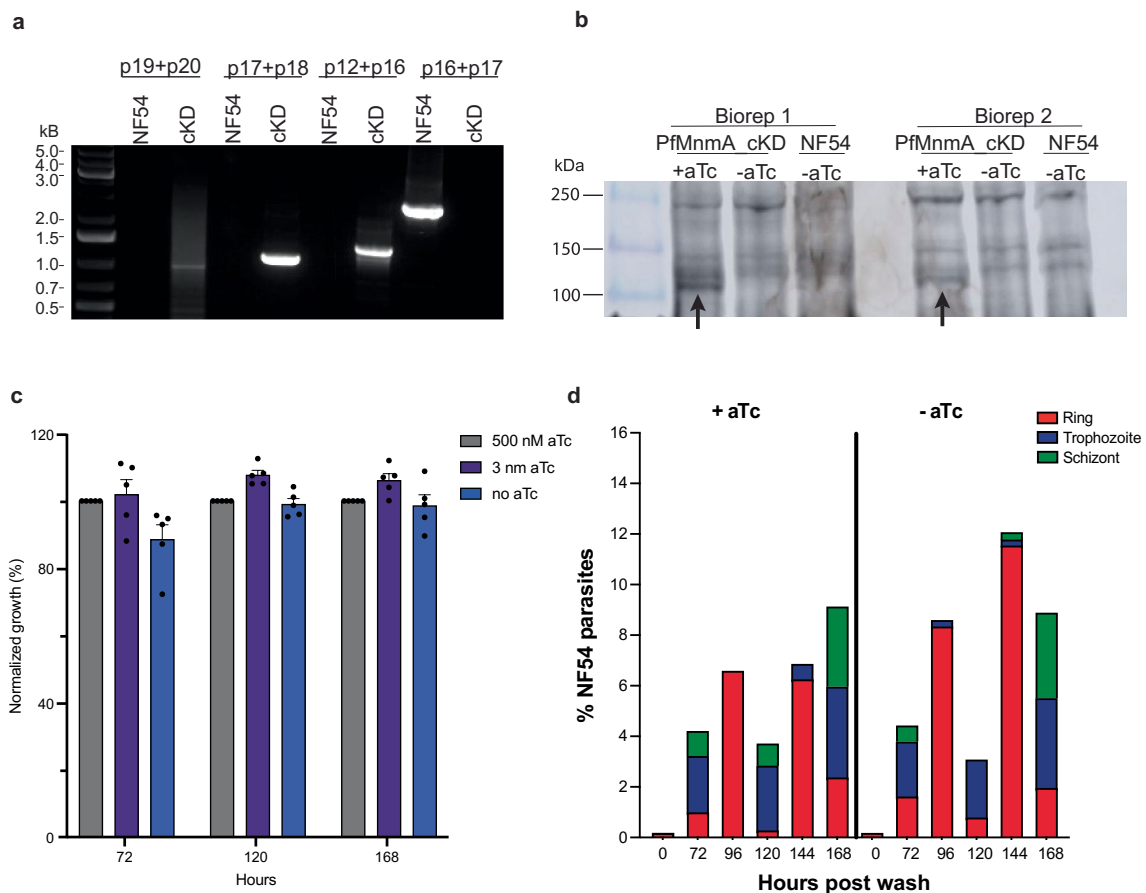 a
p19+p20 p17+p18 p12+p16 p16+p17
NF54 cKD NF54 cKD NF54 cKD NF54 cKD
kB
5.0
4.0
3.0
2.0
1.5
1.0
0.7
0.5
b
Biorep 1 Biorep 2
PfMnmA_cKD NF54 PfMnmA_cKD NF54
kDa +aTc -aTc -aTc +aTc -aTc -aTc
250
150
100
c
120
80
40
0
Normalized growth (%)
500 nM aTc
3 nm aTc
no aTc
72 120 168
Hours
d
+ aTc - aTc
Ring
Trophozoite
Schizont
16
14
12
10
8
6
4
2
0
% NF54 parasites
0 72 96 120 144 168 0 72 96 120 144 168
Hours post wash